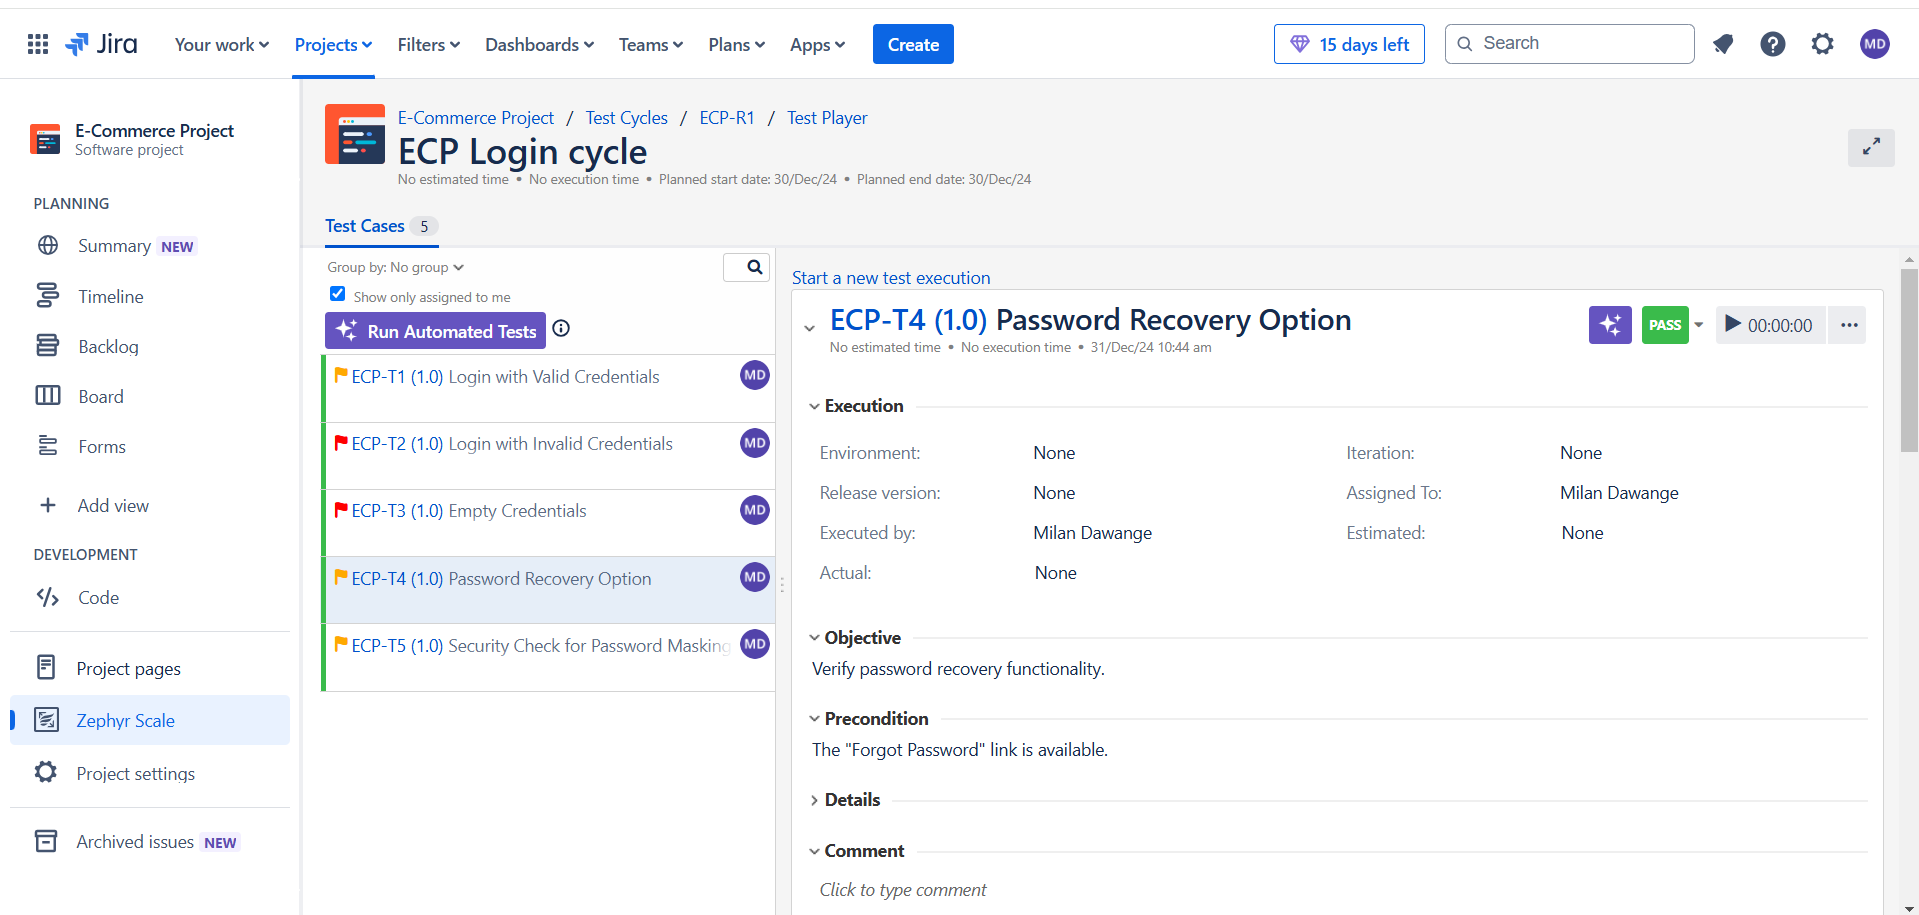 Jira Your work Projects Filters Dashboards Teams Plans Apps Create 15 days left Search MD
E-Commerce Project
Software project
PLANNING
Summary NEW
Timeline
Backlog
Board
Forms
Add view
DEVELOPMENT
Code
Project pages
Zephyr Scale
Project settings
Archived issues NEW
E-Commerce Project / Test Cycles / ECP-R1 / Test Player
ECP Login cycle
No estimated time • No execution time • Planned start date: 30/Dec/24 • Planned end date: 30/Dec/24
Test Cases 5
Group by: No group
Show only assigned to me
Run Automated Tests
ECP-T1 (1.0) Login with Valid Credentials MD
ECP-T2 (1.0) Login with Invalid Credentials MD
ECP-T3 (1.0) Empty Credentials MD
ECP-T4 (1.0) Password Recovery Option MD
ECP-T5 (1.0) Security Check for Password Masking MD
Start a new test execution
ECP-T4 (1.0) Password Recovery Option PASS 00:00:00
No estimated time • No execution time • 31/Dec/24 10:44 am
Execution
Environment: None Iteration: None
Release version: None Assigned To: Milan Dawange
Executed by: Milan Dawange Estimated: None
Actual: None
Objective
Verify password recovery functionality.
Precondition
The "Forgot Password" link is available.
Details
Comment
Click to type comment